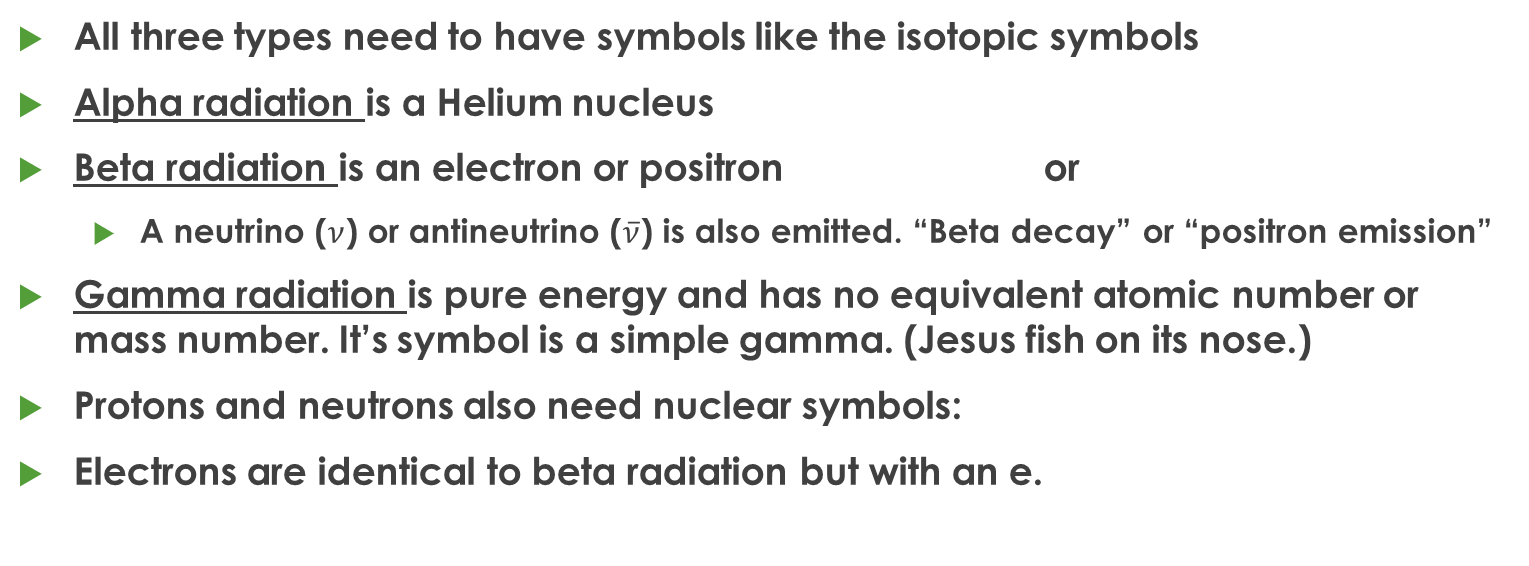 All three types need to have symbols like the isotopic symbols
Alpha radiation is a Helium nucleus
Beta radiation is an electron or positron or
A neutrino (𝜈) or antineutrino (𝜈̄) is also emitted. “Beta decay” or “positron emission”
Gamma radiation is pure energy and has no equivalent atomic number or
mass number. It’s symbol is a simple gamma. (Jesus fish on its nose.)
Protons and neutrons also need nuclear symbols:
Electrons are identical to beta radiation but with an e.